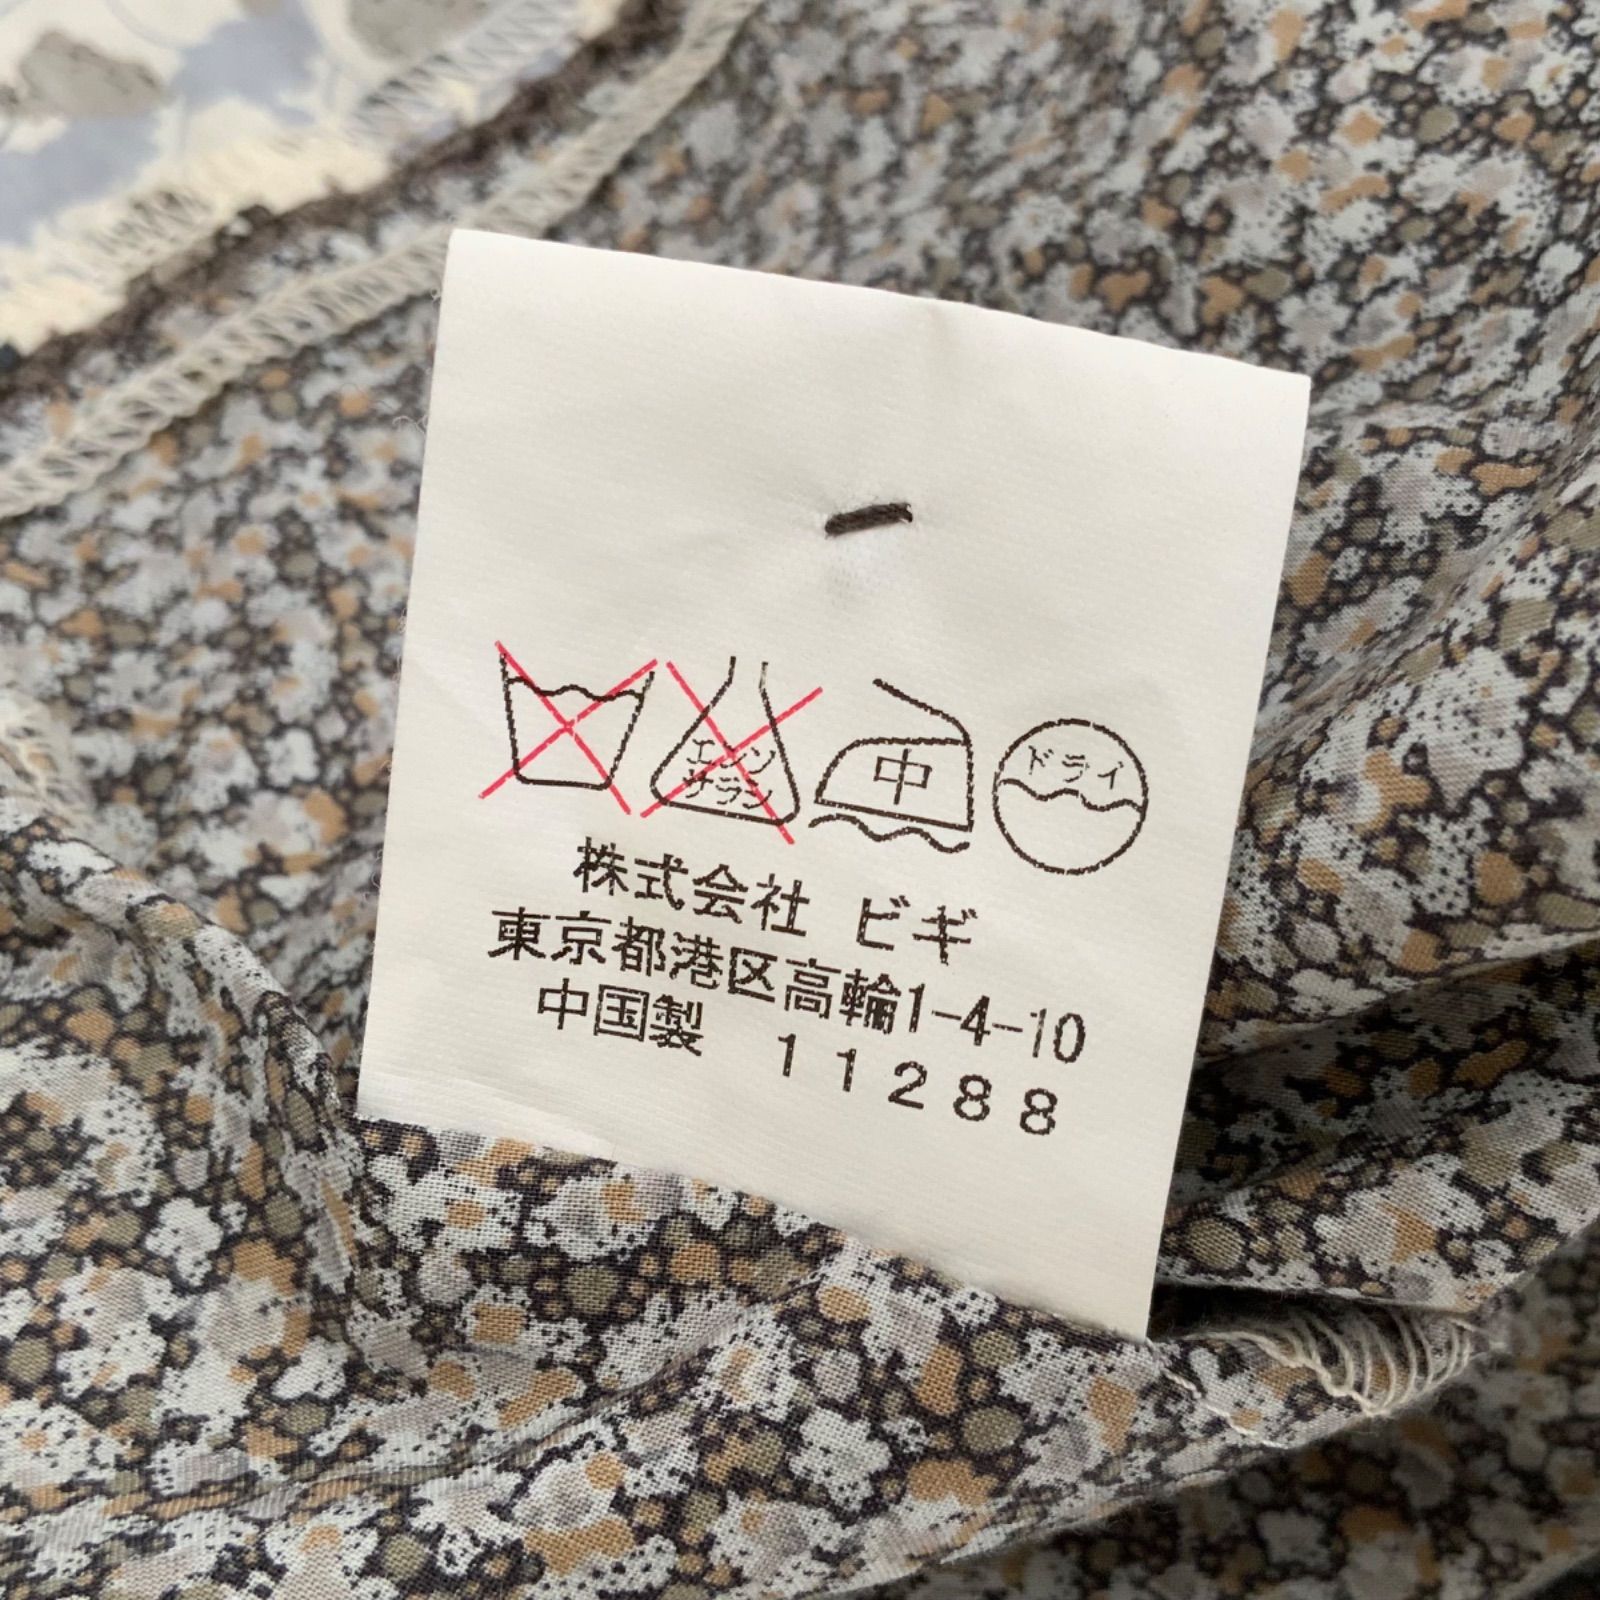 エンソ
サラシ
中
ドライ
株式会社 ビギ
東京都港区高輪1-4-10
中国製 11288